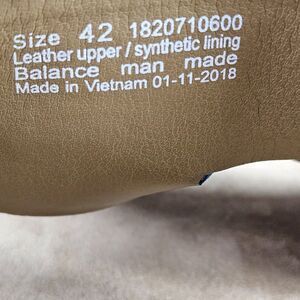 Size 42 1820710600
Leather upper / synthetic lining
Balance man made
Made in Vietnam 01-11-2018